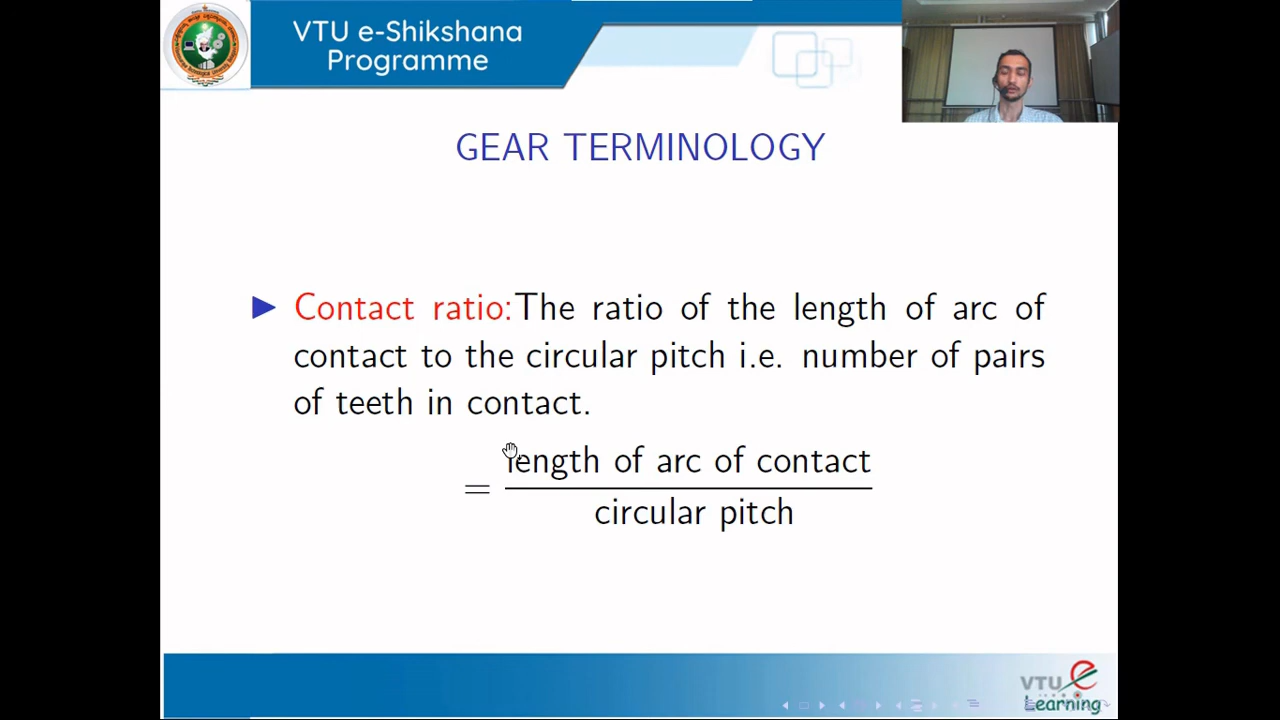 VTU e-Shikshana
Programme
GEAR TERMINOLOGY
Contact ratio:The ratio of the length of arc of
contact to the circular pitch i.e. number of pairs
of teeth in contact.
= length of arc of contact
circular pitch
VTU e
Learning